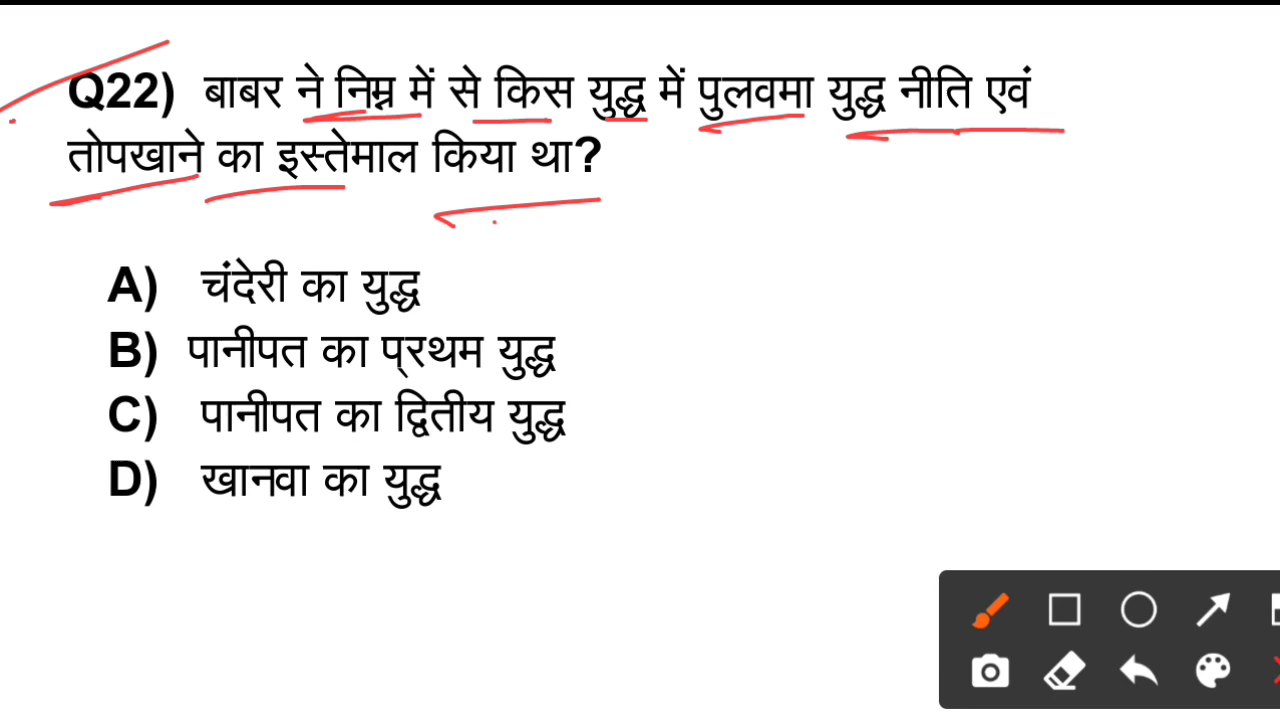 Q22) बाबर ने निम्न में से किस युद्ध में पुलवमा युद्ध नीति एवं
तोपखाने का इस्तेमाल किया था?
A) चंदेरी का युद्ध
B) पानीपत का प्रथम युद्ध
C) पानीपत का द्वितीय युद्ध
D) खानवा का युद्ध